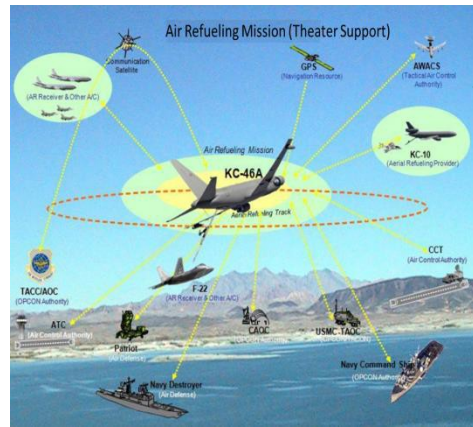 Air Refueling Mission (Theater Support)
Communication
Satellite
GPS
(Navigation Resource)
AWACS
(Tactical Air Control
Authority)
(AR Receiver & Other A/C)
Air Refueling Mission
KC-46A
KC-10
(Aerial Refueling Provider)
Aerial Refueling Track
TACC/AOC
(OPCON Authority)
F-22
(AR Receiver & Other A/C)
CCT
(Air Control Authority)
ATC
(Air Control Authority)
Patriot
(Air Defense)
CAOC
USMC-TAOC
Navy Command Ship
(OPCON Authority)
Navy Destroyer
(Air Defense)